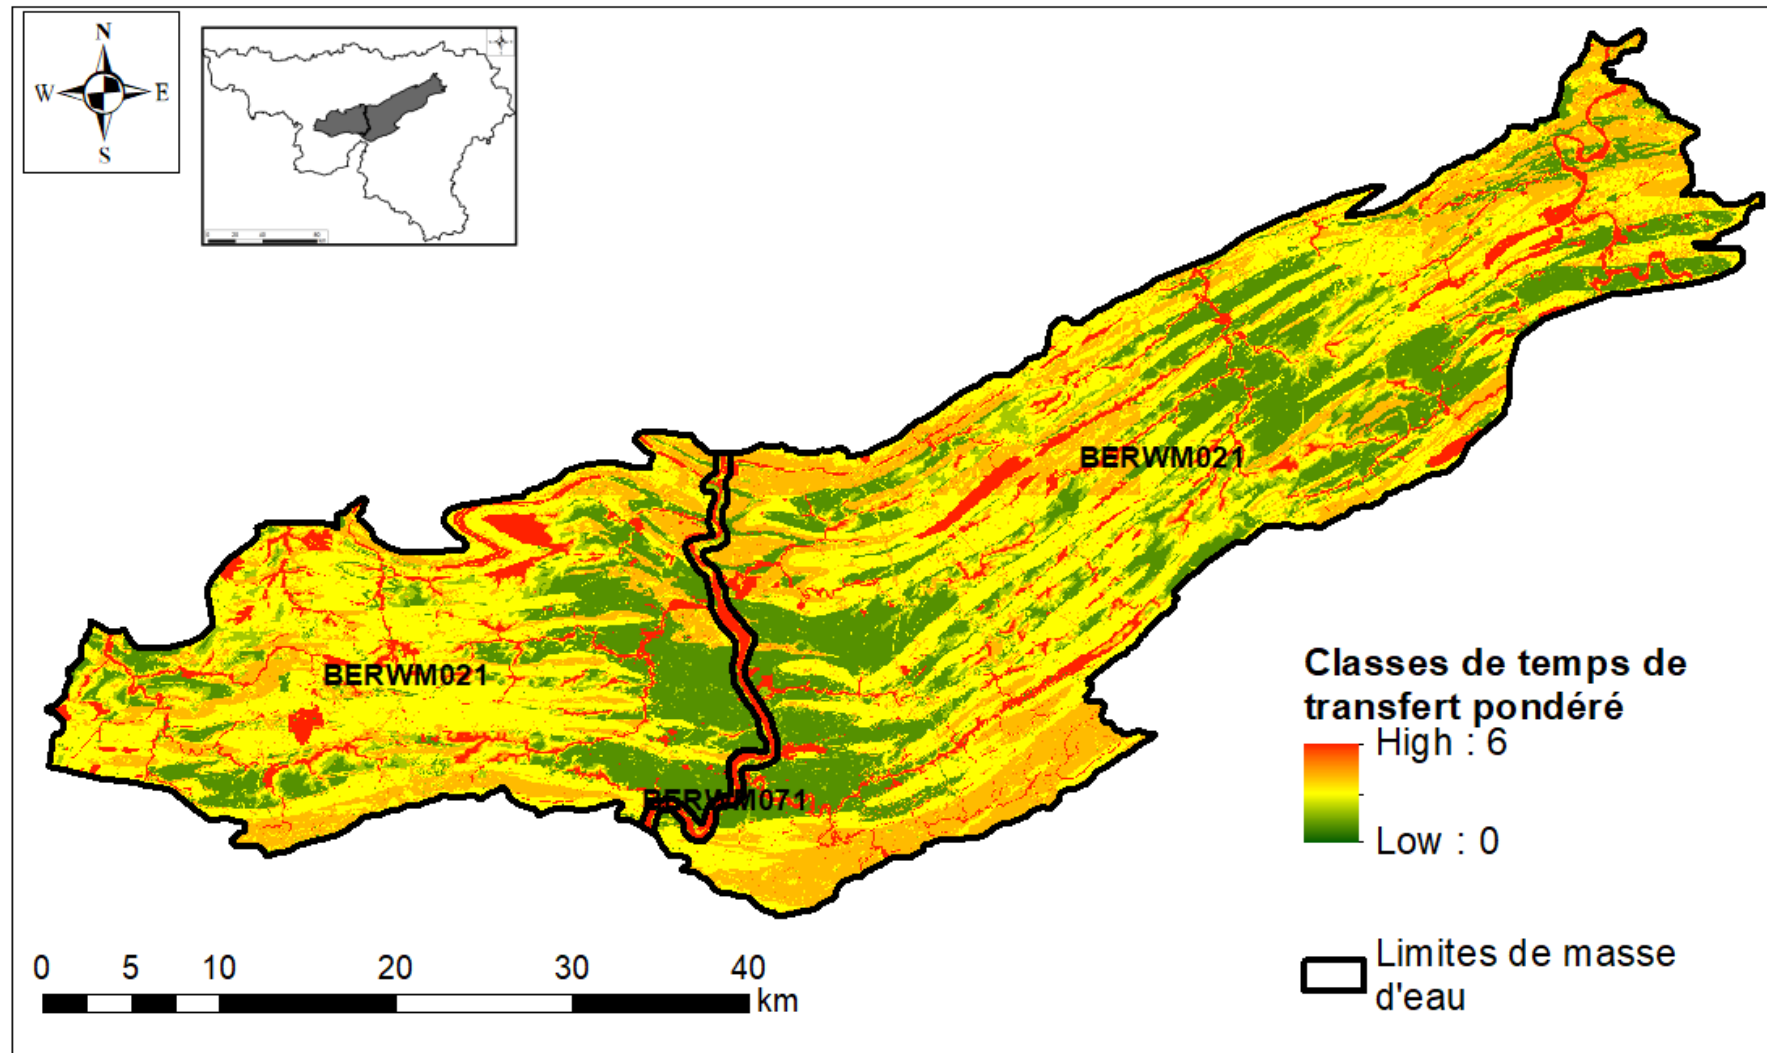 N
W
E
S
BERWM021
BERWM021
BERWM071
Classes de temps de
transfert pondéré
High : 6
Low : 0
Limites de masse
d'eau
0 5 10 20 30 40
km